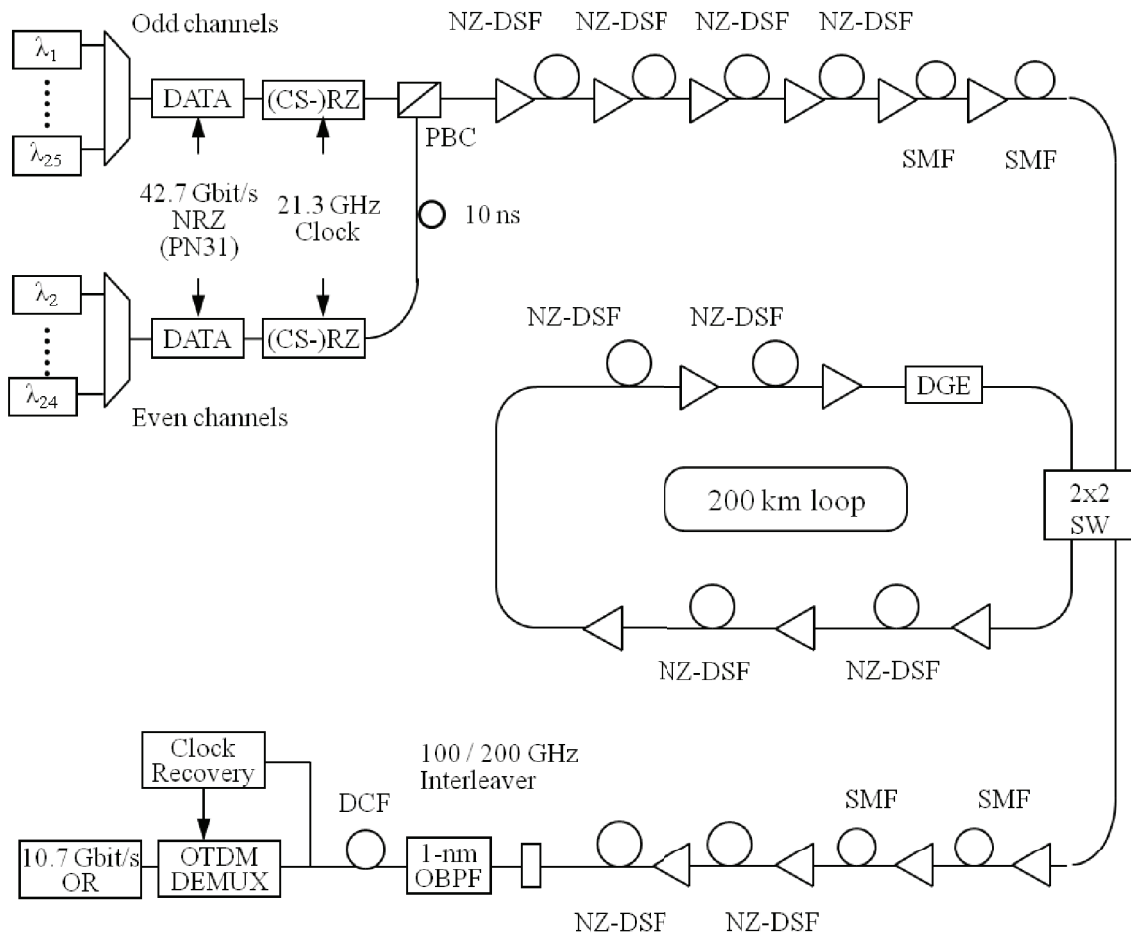 Odd channels
λ1
λ25
DATA
(CS-)RZ
PBC
NZ-DSF
NZ-DSF
NZ-DSF
NZ-DSF
SMF
SMF
42.7 Gbit/s
NRZ
(PN31)
21.3 GHz
Clock
10 ns
λ2
λ24
DATA
(CS-)RZ
Even channels
NZ-DSF
NZ-DSF
DGE
200 km loop
2x2
SW
NZ-DSF
NZ-DSF
Clock
Recovery
100 / 200 GHz
Interleaver
DCF
SMF
SMF
10.7 Gbit/s
OR
OTDM
DEMUX
1-nm
OBPF
NZ-DSF
NZ-DSF